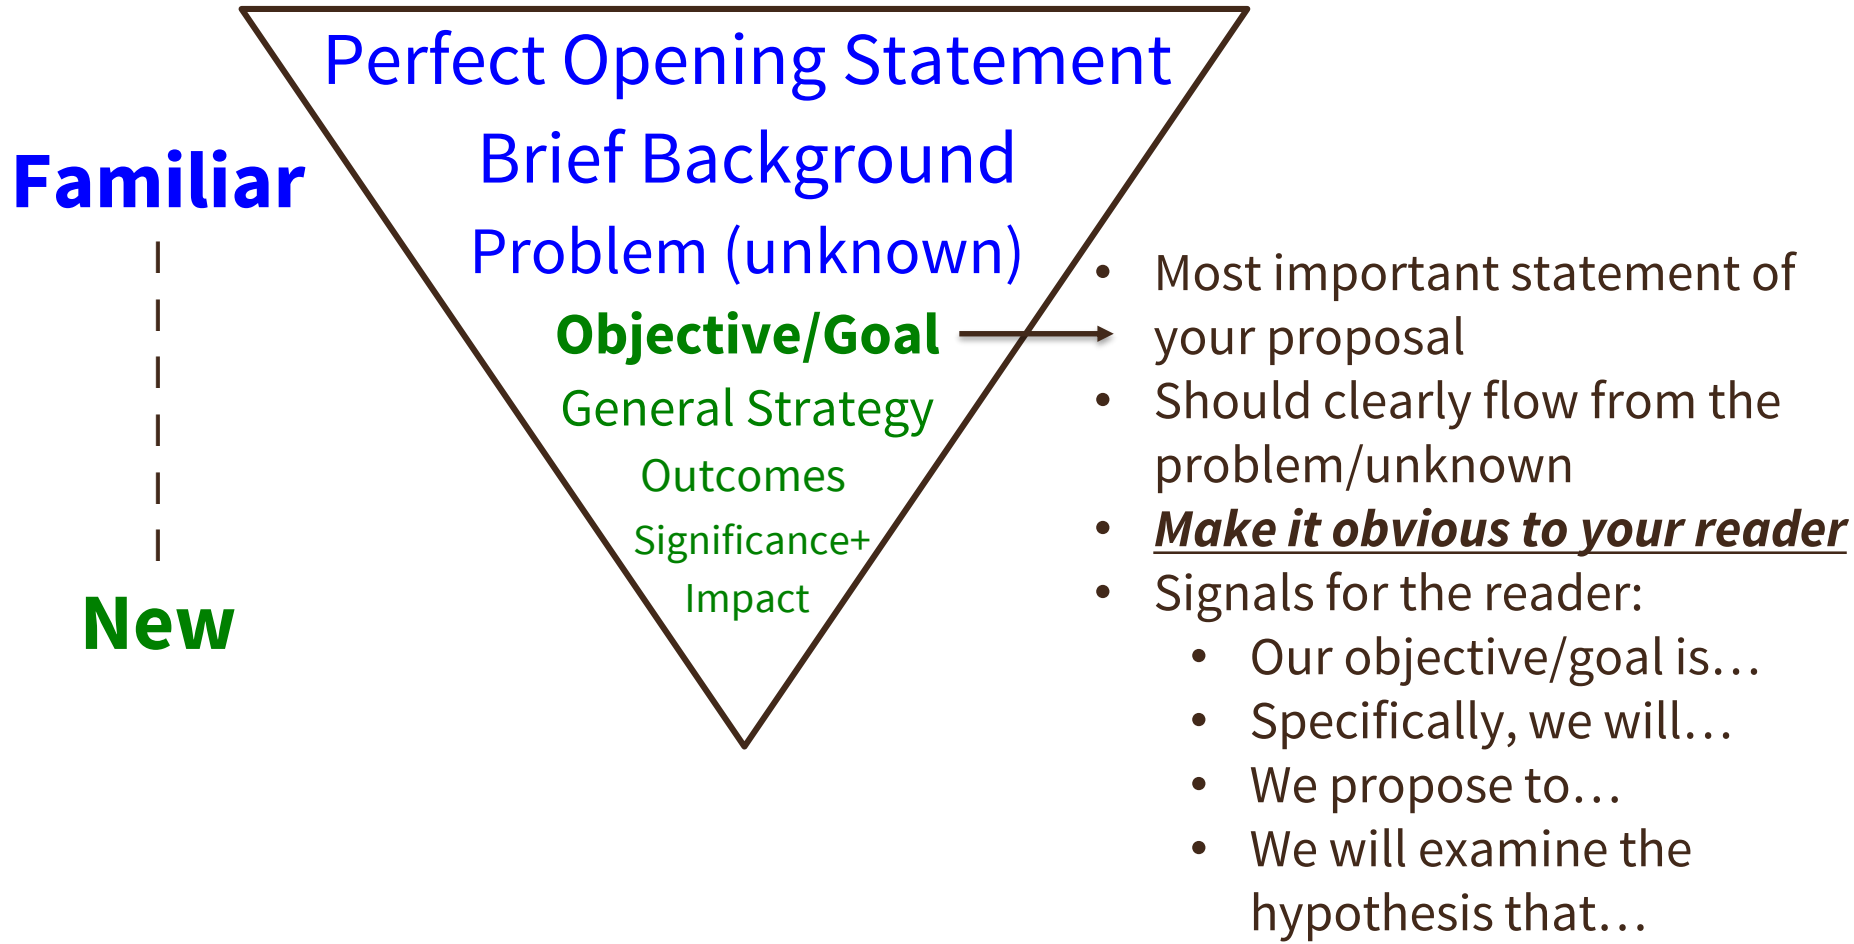 Perfect Opening Statement
Brief Background
Problem (unknown)
Objective/Goal
General Strategy
Outcomes
Significance+
Impact
Familiar
New
• Most important statement of
your proposal
• Should clearly flow from the
problem/unknown
• Make it obvious to your reader
• Signals for the reader:
• Our objective/goal is…
• Specifically, we will…
• We propose to…
• We will examine the
hypothesis that…